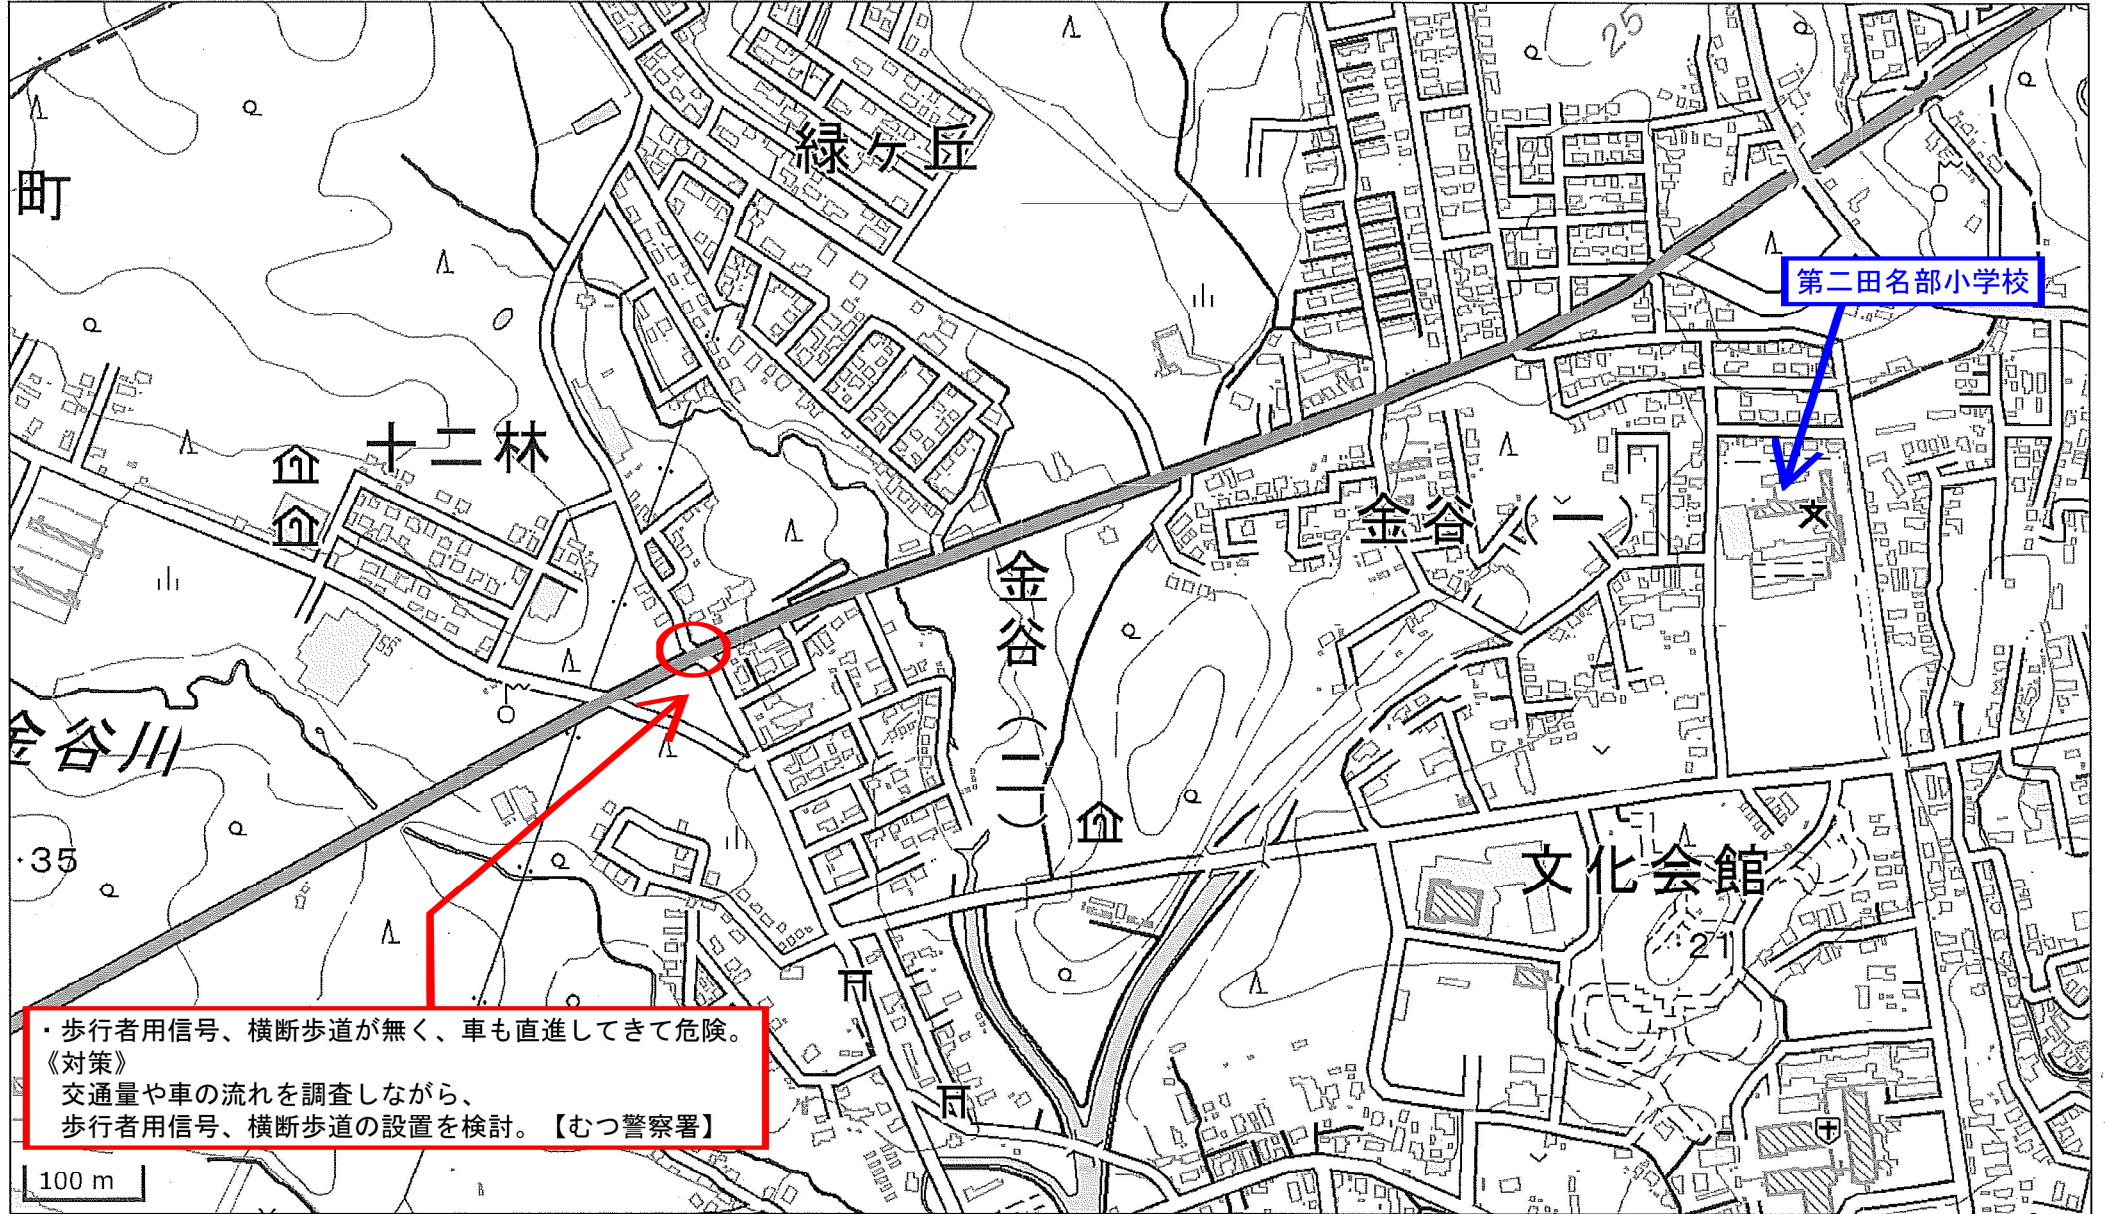 緑ヶ丘
25
町
第二田名部小学校
十二林
金谷(一)
金谷(二)
金谷川
文化会館
35
21
・歩行者用信号、横断歩道が無く、車も直進してきて危険。
《対策》
交通量や車の流れを調査しながら、
歩行者用信号、横断歩道の設置を検討。【むつ警察署】
100 m